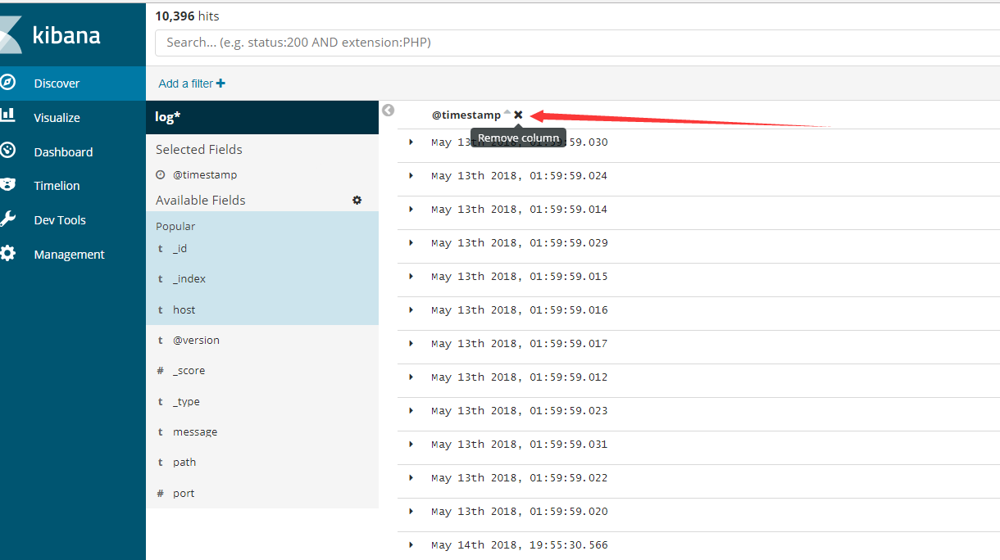 10,396 hits
kibana
Search... (e.g. status:200 AND extension:PHP)
Discover
Visualize
Dashboard
Timelion
Dev Tools
Management
Add a filter
log*
Selected Fields
@timestamp
Available Fields
Popular
t _id
t _index
t host
t @version
# _score
t _type
t message
t path
# port
@timestamp
Remove column
May 13th 2018, 01:59:59.030
May 13th 2018, 01:59:59.024
May 13th 2018, 01:59:59.014
May 13th 2018, 01:59:59.029
May 13th 2018, 01:59:59.015
May 13th 2018, 01:59:59.016
May 13th 2018, 01:59:59.017
May 13th 2018, 01:59:59.012
May 13th 2018, 01:59:59.023
May 13th 2018, 01:59:59.031
May 13th 2018, 01:59:59.022
May 13th 2018, 01:59:59.020
May 14th 2018, 19:55:30.566